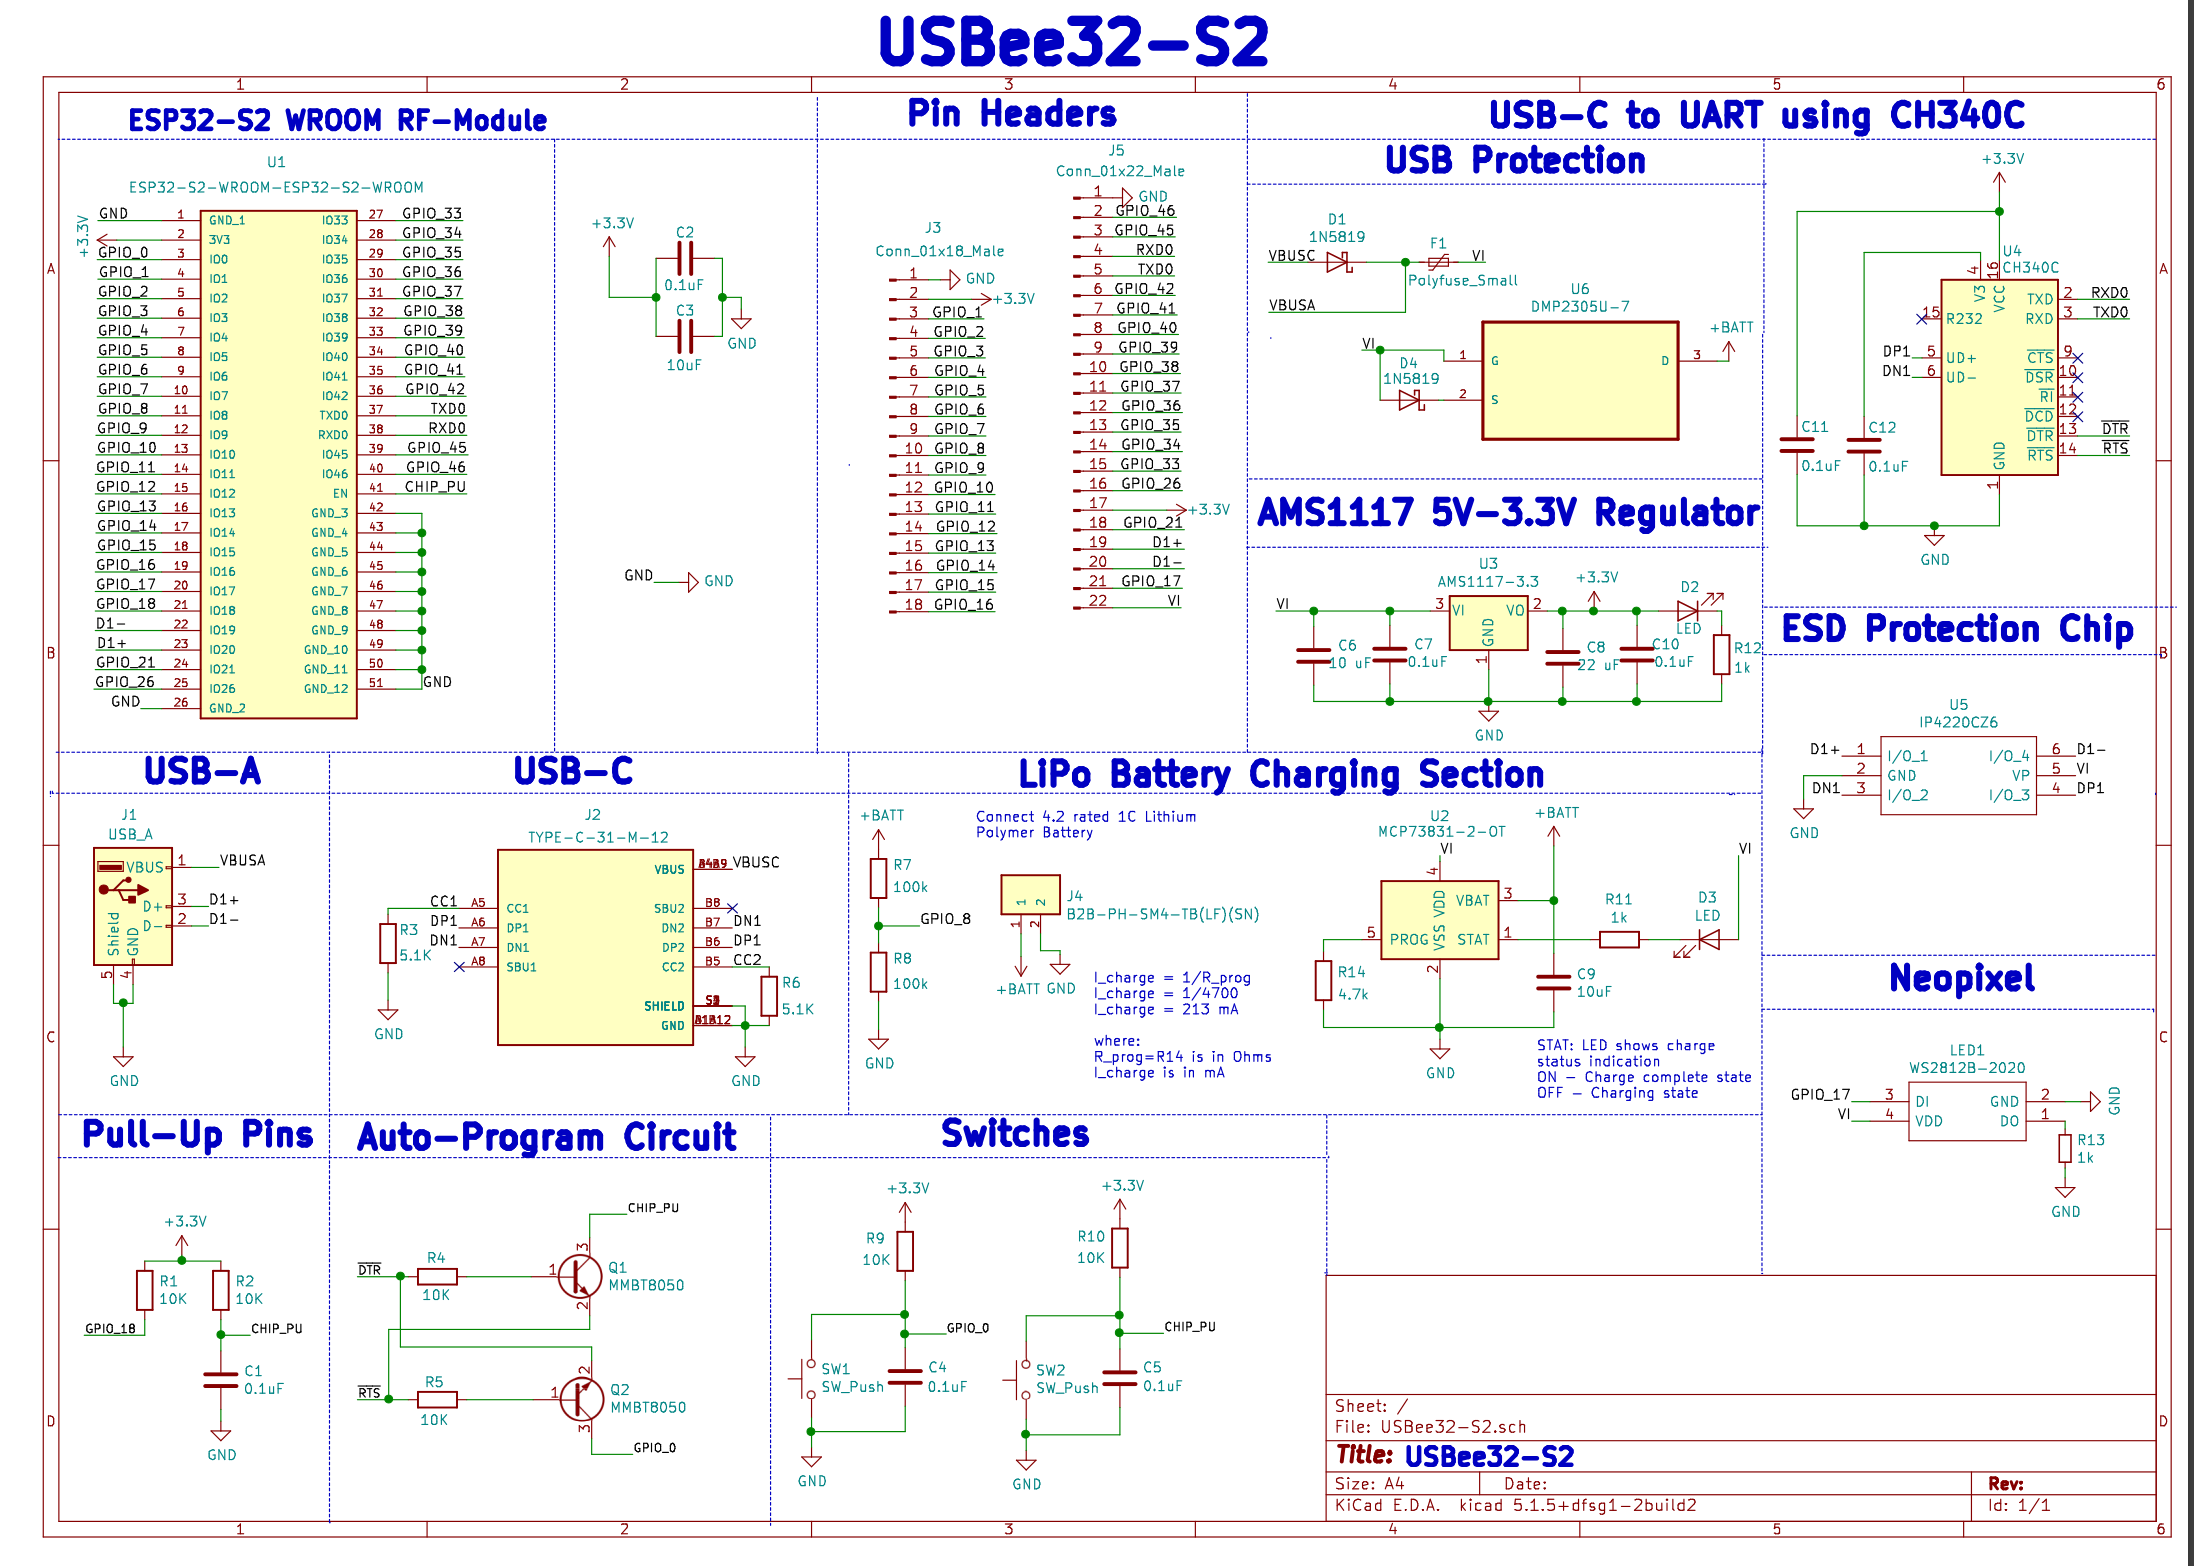 USBee32-S2
1 2 3 4 5 6
A
B
C
D
ESP32-S2 WROOM RF-Module
U1
ESP32-S2-WROOM-ESP32-S2-WROOM
GND 1 GND_1 IO33 27 GPIO_33
+3.3V 2 3V3 IO34 28 GPIO_34
GPIO_0 3 IO0 IO35 29 GPIO_35
GPIO_1 4 IO1 IO36 30 GPIO_36
GPIO_2 5 IO2 IO37 31 GPIO_37
GPIO_3 6 IO3 IO38 32 GPIO_38
GPIO_4 7 IO4 IO39 33 GPIO_39
GPIO_5 8 IO5 IO40 34 GPIO_40
GPIO_6 9 IO6 IO41 35 GPIO_41
GPIO_7 10 IO7 IO42 36 GPIO_42
GPIO_8 11 IO8 TXD0 37 TXD0
GPIO_9 12 IO9 RXD0 38 RXD0
GPIO_10 13 IO10 IO45 39 GPIO_45
GPIO_11 14 IO11 IO46 40 GPIO_46
GPIO_12 15 IO12 EN 41 CHIP_PU
GPIO_13 16 IO13 GND_3 42
GPIO_14 17 IO14 GND_4 43
GPIO_15 18 IO15 GND_5 44
GPIO_16 19 IO16 GND_6 45
GPIO_17 20 IO17 GND_7 46
GPIO_18 21 IO18 GND_8 47
D1- 22 IO19 GND_9 48
D1+ 23 IO20 GND_10 49
GPIO_21 24 IO21 GND_11 50
GPIO_26 25 IO26 GND_12 51 GND
GND 26 GND_2
+3.3V
C2
0.1uF
C3
10uF
GND
GND GND
Pin Headers
J3
Conn_01x18_Male
1 GND
2 +3.3V
3 GPIO_1
4 GPIO_2
5 GPIO_3
6 GPIO_4
7 GPIO_5
8 GPIO_6
9 GPIO_7
10 GPIO_8
11 GPIO_9
12 GPIO_10
13 GPIO_11
14 GPIO_12
15 GPIO_13
16 GPIO_14
17 GPIO_15
18 GPIO_16
J5
Conn_01x22_Male
1 GND
2 GPIO_46
3 GPIO_45
4 RXD0
5 TXD0
6 GPIO_42
7 GPIO_41
8 GPIO_40
9 GPIO_39
10 GPIO_38
11 GPIO_37
12 GPIO_36
13 GPIO_35
14 GPIO_34
15 GPIO_33
16 GPIO_26
17 +3.3V
18 GPIO_21
19 D1+
20 D1-
21 GPIO_17
22 VI
USB-C to UART using CH340C
USB Protection
D1
1N5819
VBUSC
F1
VI
Polyfuse_Small
VBUSA
U6
DMP2305U-7
VI
D4
1N5819
1 G D 3
2 S
+BATT
+3.3V
U4
CH340C
4 16
V3 VCC
15 R232
DP1 5 UD+
DN1 6 UD-
TXD 2 RXD0
RXD 3 TXD0
CTS 9
DSR 10
RI 11
DCD 12
DTR 13 DTR
RTS 14 RTS
GND 1
C11
0.1uF
C12
0.1uF
GND
AMS1117 5V-3.3V Regulator
U3
AMS1117-3.3
VI
3 VI VO 2
GND 1
+3.3V
C6
10 uF
C7
0.1uF
C8
22 uF
C10
0.1uF
D2
LED
R12
1k
GND
ESD Protection Chip
U5
IP4220CZ6
D1+ 1 I/O_1 I/O_4 6 D1-
2 GND VP 5 VI
DN1 3 I/O_2 I/O_3 4 DP1
GND
USB-A
J1
USB_A
VBUS 1 VBUSA
D+ 3 D1+
D- 2 D1-
Shield GND
5 4
GND
USB-C
J2
TYPE-C-31-M-12
VBUS VBUSC
CC1 A5 CC1 SBU2 B8
DP1 A6 DP1 DN2 B7 DN1
DN1 A7 DN1 DP2 B6 DP1
A8 SBU1 CC2 B5 CC2
SHIELD
GND
R3
5.1K
GND
R6
5.1K
GND
LiPo Battery Charging Section
+BATT
R7
100k
GPIO_8
R8
100k
GND
Connect 4.2 rated 1C Lithium
Polymer Battery
1 2
1 2
J4
B2B-PH-SM4-TB(LF)(SN)
+BATT GND
I_charge = 1/R_prog
I_charge = 1/4700
I_charge = 213 mA
where:
R_prog=R14 is in Ohms
I_charge is in mA
U2
MCP73831-2-OT
VI
4
VSS VDD
VBAT 3
5 PROG STAT 1
2
+BATT
R14
4.7k
C9
10uF
R11
1k
D3
LED
VI
GND
STAT: LED shows charge
status indication
ON - Charge complete state
OFF - Charging state
Neopixel
LED1
WS2812B-2020
GPIO_17 3 DI GND 2 GND
VI 4 VDD DO 1
R13
1k
GND
Pull-Up Pins
+3.3V
R1
10K
R2
10K
GPIO_18
CHIP_PU
C1
0.1uF
GND
Auto-Program Circuit
CHIP_PU
DTR
R4
10K
1 3 2
Q1
MMBT8050
RTS
R5
10K
1 2 3
Q2
MMBT8050
GPIO_0
Switches
+3.3V
R9
10K
GPIO_0
SW1
SW_Push
C4
0.1uF
GND
+3.3V
R10
10K
CHIP_PU
SW2
SW_Push
C5
0.1uF
GND
Sheet: /
File: USBee32-S2.sch
Title: USBee32-S2
Size: A4 Date: Rev:
KiCad E.D.A. kicad 5.1.5+dfsg1-2build2 Id: 1/1
A
B
C
D
1 2 3 4 5 6